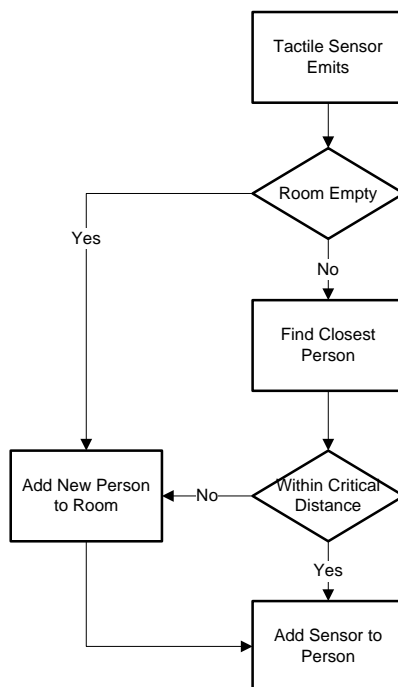 Tactile Sensor
Emits
Room Empty
Yes
No
Find Closest
Person
Add New Person
to Room
No
Within Critical
Distance
Yes
Add Sensor to
Person